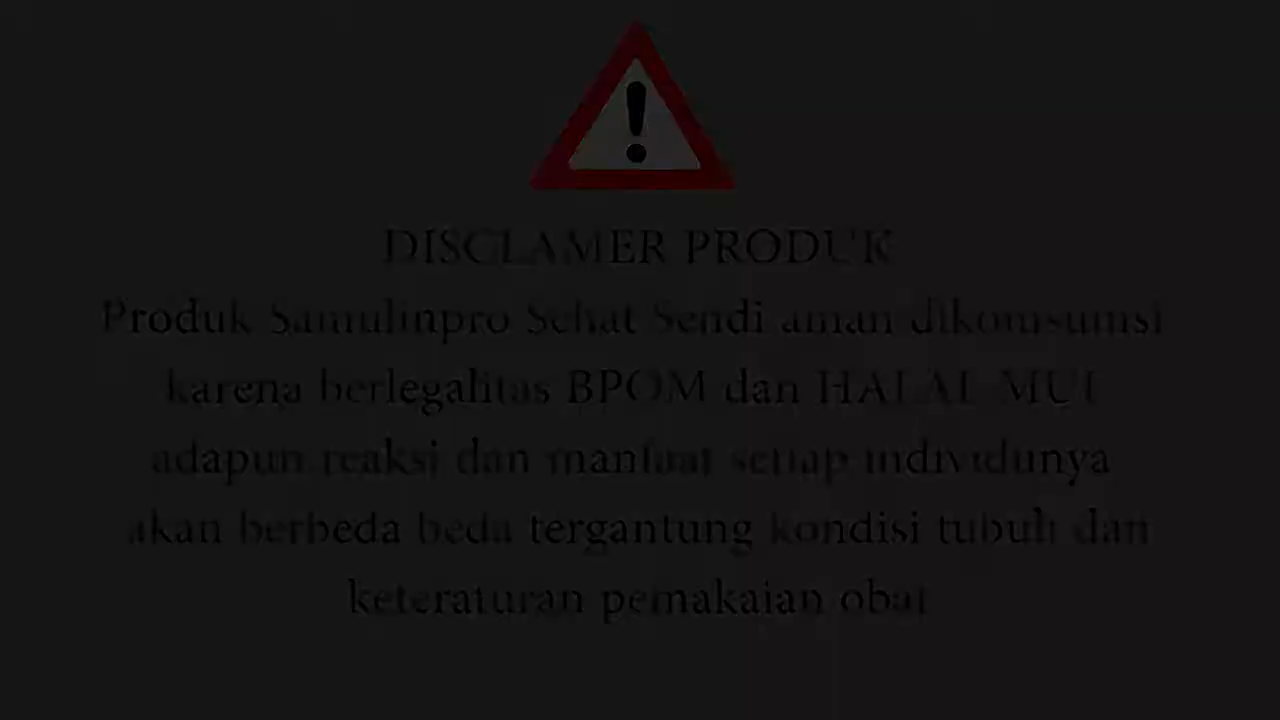 DISCLAMER PRODUK
Produk Samulinpro Sehat Sendi aman dikomsumsi
karena berlegalitas BPOM dan HALAL MUI
adapun reaksi dan manfaat setiap individunya
akan berbeda beda tergantung kondisi tubuh dan
keteraturan pemakaian obat